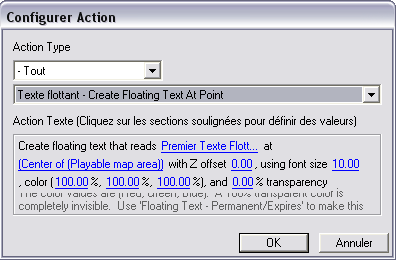 Configurer Action
Action Type
- Tout
Texte flottant - Create Floating Text At Point
Action Texte (Cliquez sur les sections soulignées pour définir des valeurs)
Create floating text that reads Premier Texte Flott... at
(Center of (Playable map area)) with Z offset 0.00, using font size 10.00
, color (100.00%, 100.00%, 100.00%), and 0.00% transparency
The color values are (Red, Green, Blue). A 100% transparent color is
completely invisible. Use 'Floating Text - Permanent/Expires' to make this
OK
Annuler